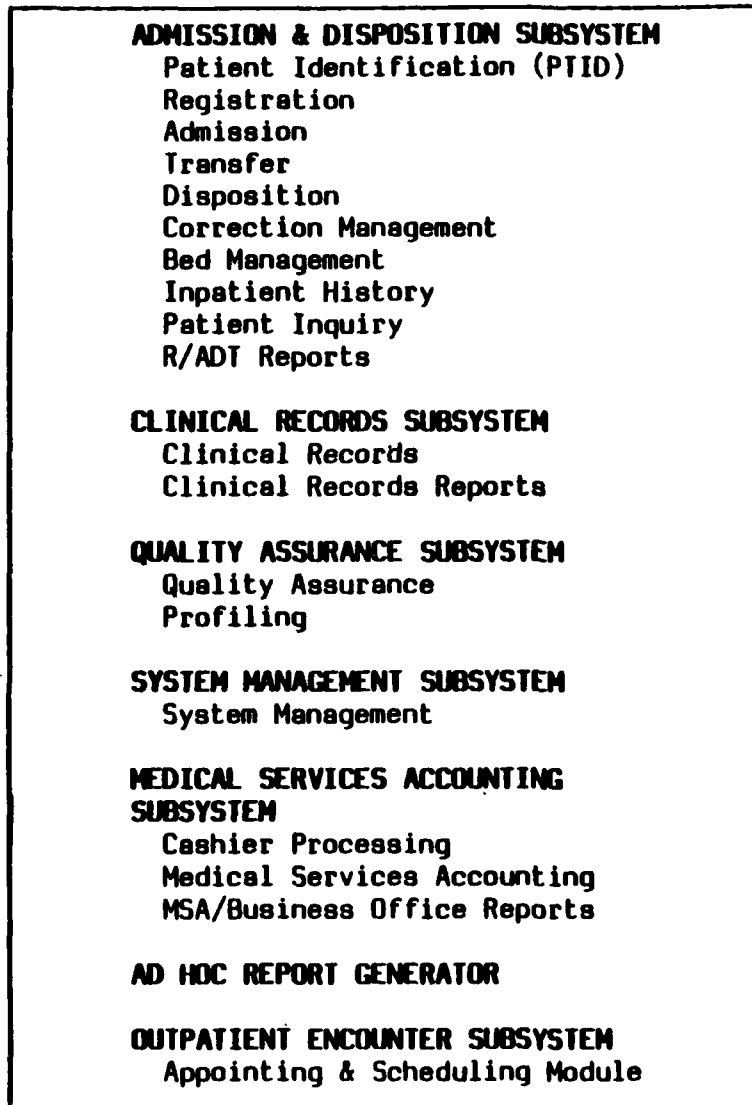 ADMISSION & DISPOSITION SUBSYSTEM
Patient Identification (PTID)
Registration
Admission
Transfer
Disposition
Correction Management
Bed Management
Inpatient History
Patient Inquiry
R/ADT Reports
CLINICAL RECORDS SUBSYSTEM
Clinical Records
Clinical Records Reports
QUALITY ASSURANCE SUBSYSTEM
Quality Assurance
Profiling
SYSTEM MANAGEMENT SUBSYSTEM
System Management
MEDICAL SERVICES ACCOUNTING
SUBSYSTEM
Cashier Processing
Medical Services Accounting
MSA/Business Office Reports
AD HOC REPORT GENERATOR
OUTPATIENT ENCOUNTER SUBSYSTEM
Appointing & Scheduling Module